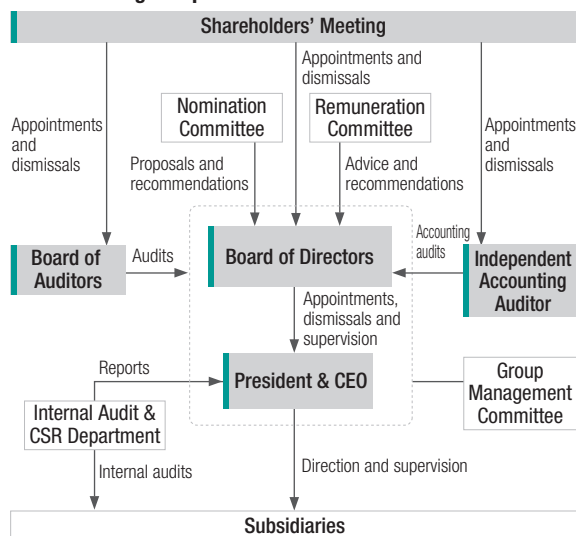 Shareholders' Meeting
Appointments and
dismissals
Nomination
Committee
Remuneration
Committee
Appointments
and
dismissals
Appointments
and
dismissals
Proposals and
recommendations
Advice and
recommendations
Board of
Auditors
Audits
Board of Directors
Accounting
audits
Independent
Accounting
Auditor
Appointments,
dismissals and
supervision
Reports
President & CEO
Group
Management
Committee
Internal Audit &
CSR Department
Internal audits
Direction and supervision
Subsidiaries